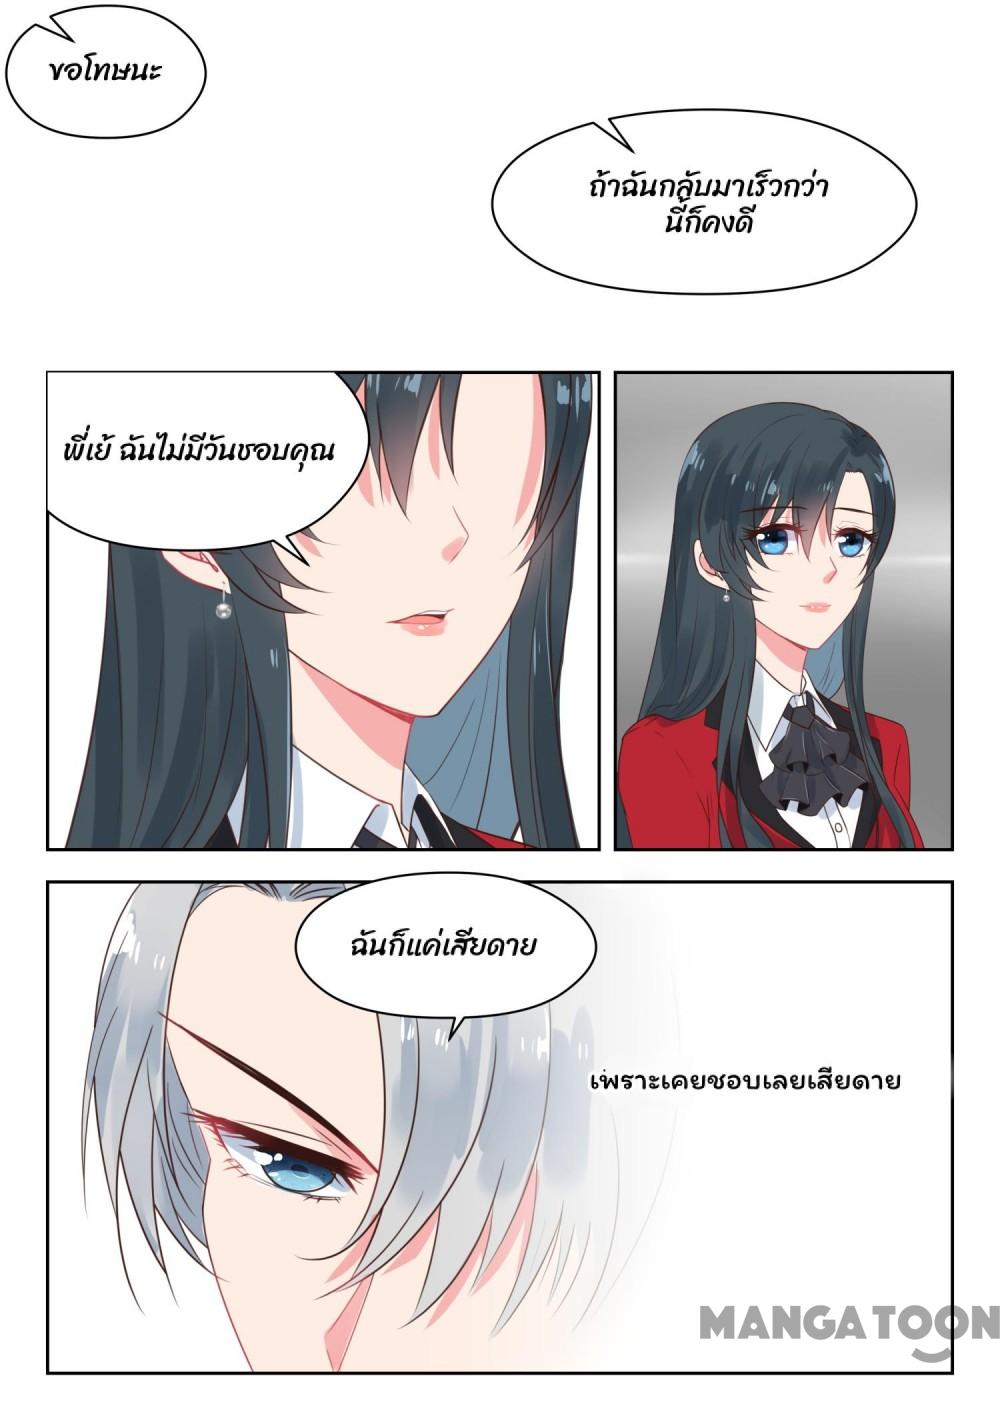 ขอโทษนะ
ถ้าฉันกลับมาเร็วกว่า
นี้ก็คงดี
พี่เย้ ฉันไม่มีวันชอบคุณ
ฉันก็แค่เสียดาย
เพราะเคยชอบเลยเสียดาย
MANGATOON